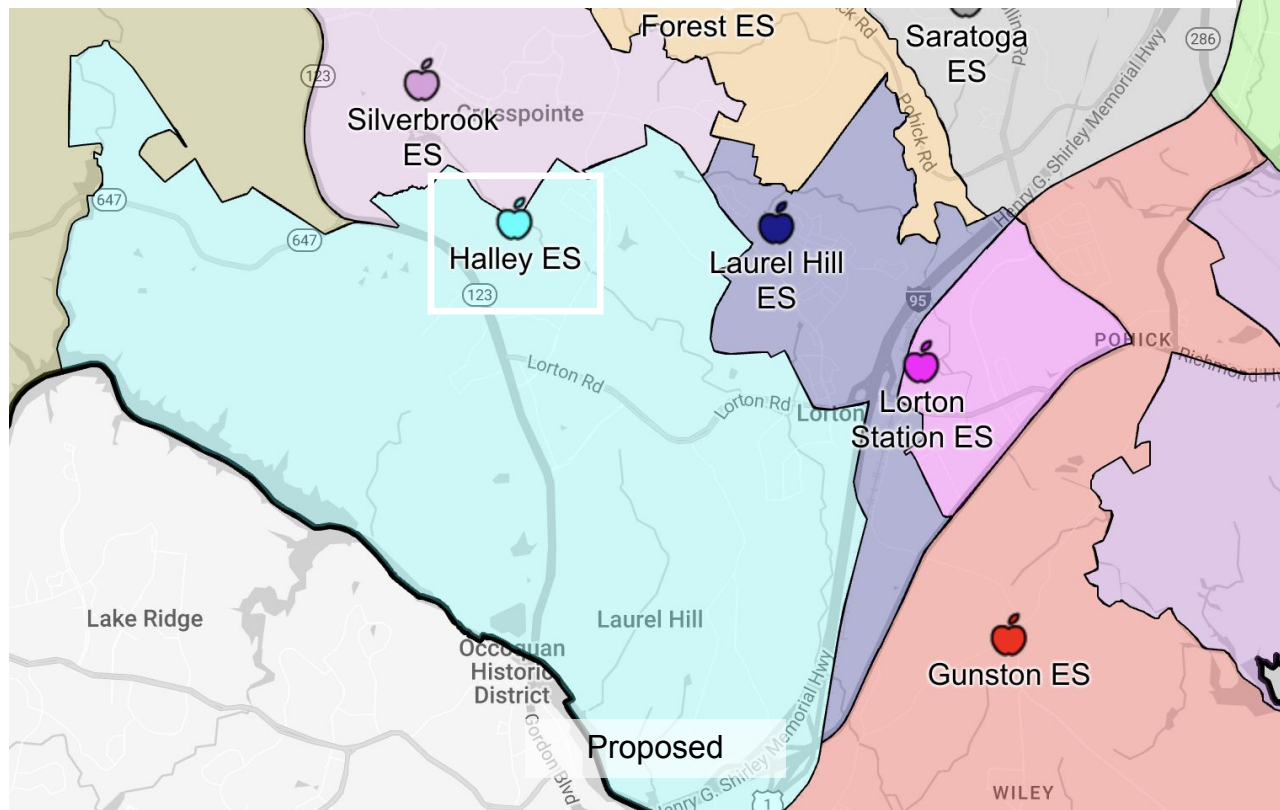 Forest ES
Saratoga
ES
286
123
Silverbrook
ES
Crosspointe
Pohick Rd
Henry G. Shirley Memorial Hwy
647
647
Halley ES
123
Laurel Hill
ES
95
POHICK
Richmond H
Lorton Rd
Lorton Rd
Lorton
Lorton
Station ES
Lake Ridge
Laurel Hill
Occoquan
Historic
District
Gunston ES
Gordon Blvd
Proposed
Henry G. Shirley Memorial Hwy
1
WILEY